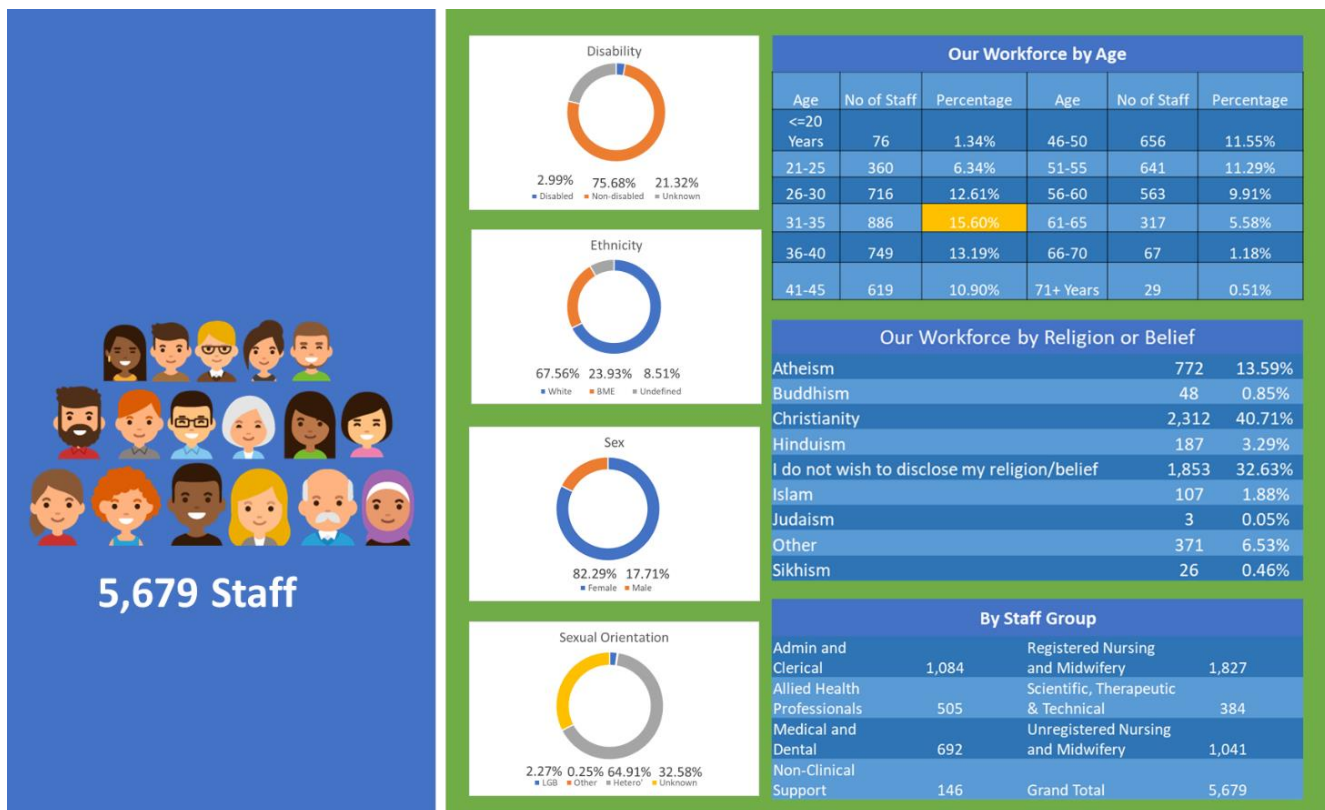 5,679 Staff
Disability
2.99% 75.68% 21.32%
Disabled Non-disabled Unknown
Ethnicity
67.56% 23.93% 8.51%
White BME Undefined
Sex
82.29% 17.71%
Female Male
Sexual Orientation
2.27% 0.25% 64.91% 32.58%
LGB Other Hetero' Unknown
Our Workforce by Age
Age No of Staff Percentage Age No of Staff Percentage
<=20
Years 76 1.34% 46-50 656 11.55%
21-25 360 6.34% 51-55 641 11.29%
26-30 716 12.61% 56-60 563 9.91%
31-35 886 15.60% 61-65 317 5.58%
36-40 749 13.19% 66-70 67 1.18%
41-45 619 10.90% 71+ Years 29 0.51%
Our Workforce by Religion or Belief
Atheism 772 13.59%
Buddhism 48 0.85%
Christianity 2,312 40.71%
Hinduism 187 3.29%
I do not wish to disclose my religion/belief 1,853 32.63%
Islam 107 1.88%
Judaism 3 0.05%
Other 371 6.53%
Sikhism 26 0.46%
By Staff Group
Admin and Registered Nursing
Clerical 1,084 and Midwifery 1,827
Allied Health Scientific, Therapeutic
Professionals 505 & Technical 384
Medical and Unregistered Nursing
Dental 692 and Midwifery 1,041
Non-Clinical
Support 146 Grand Total 5,679